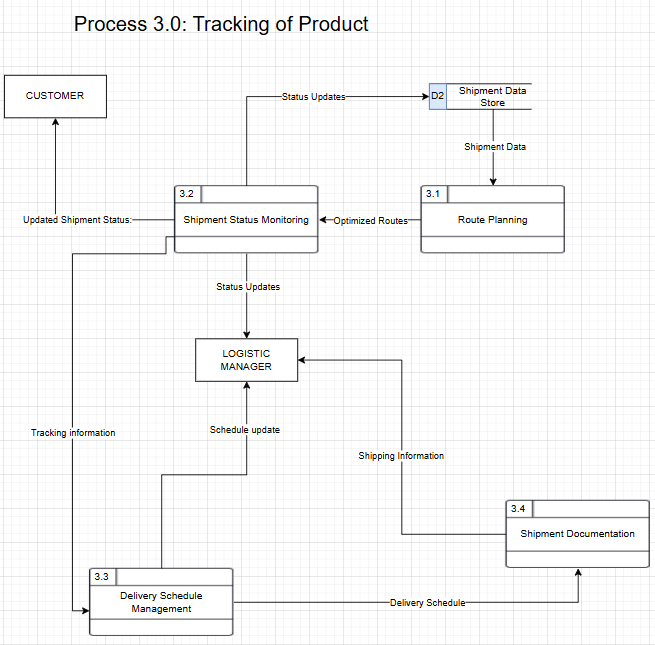 Process 3.0: Tracking of Product
CUSTOMER
Status Updates
D2
Shipment Data
Store
Shipment Data
3.2
Shipment Status Monitoring
3.1
Route Planning
Updated Shipment Status:
Optimized Routes
Status Updates
LOGISTIC
MANAGER
Tracking information
Schedule update
Shipping Information
3.4
Shipment Documentation
3.3
Delivery Schedule
Management
Delivery Schedule